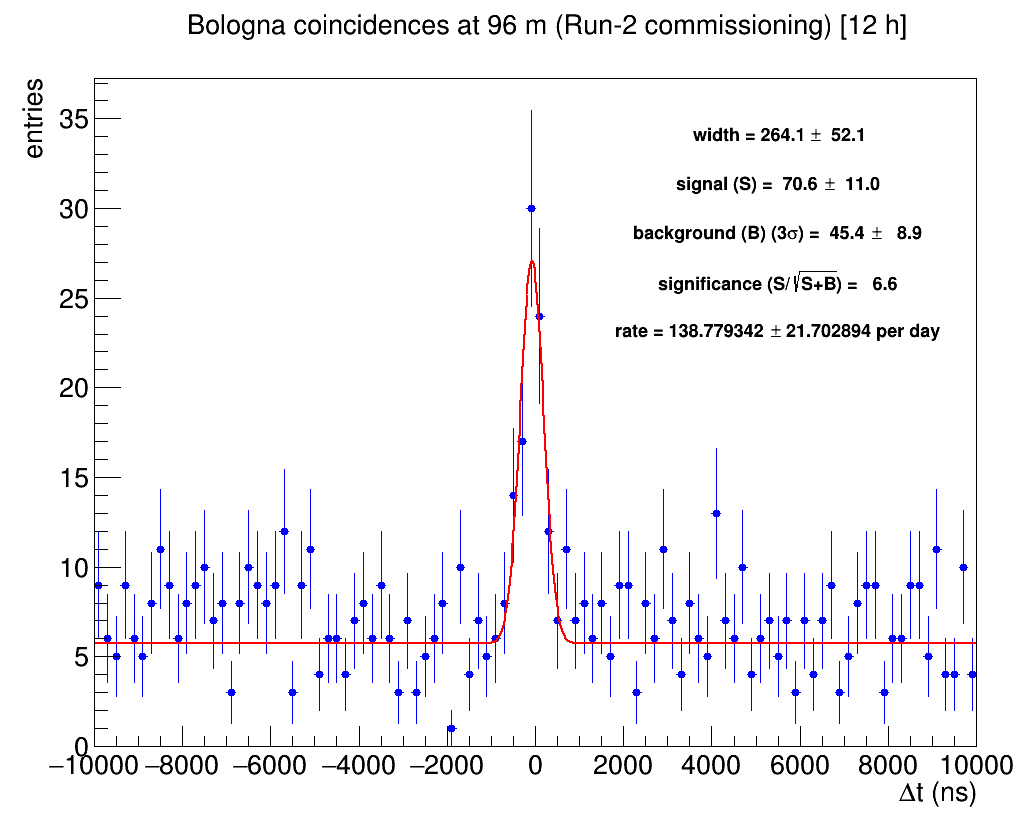 Bologna coincidences at 96 m (Run-2 commissioning) [12 h]
entries
35
30
25
20
15
10
5
0
width = 264.1 ± 52.1
signal (S) = 70.6 ± 11.0
background (B) (3σ) = 45.4 ± 8.9
significance (S/√S+B) = 6.6
rate = 138.779342 ± 21.702894 per day
−10000 −8000 −6000 −4000 −2000 0 2000 4000 6000 8000 10000
Δt (ns)